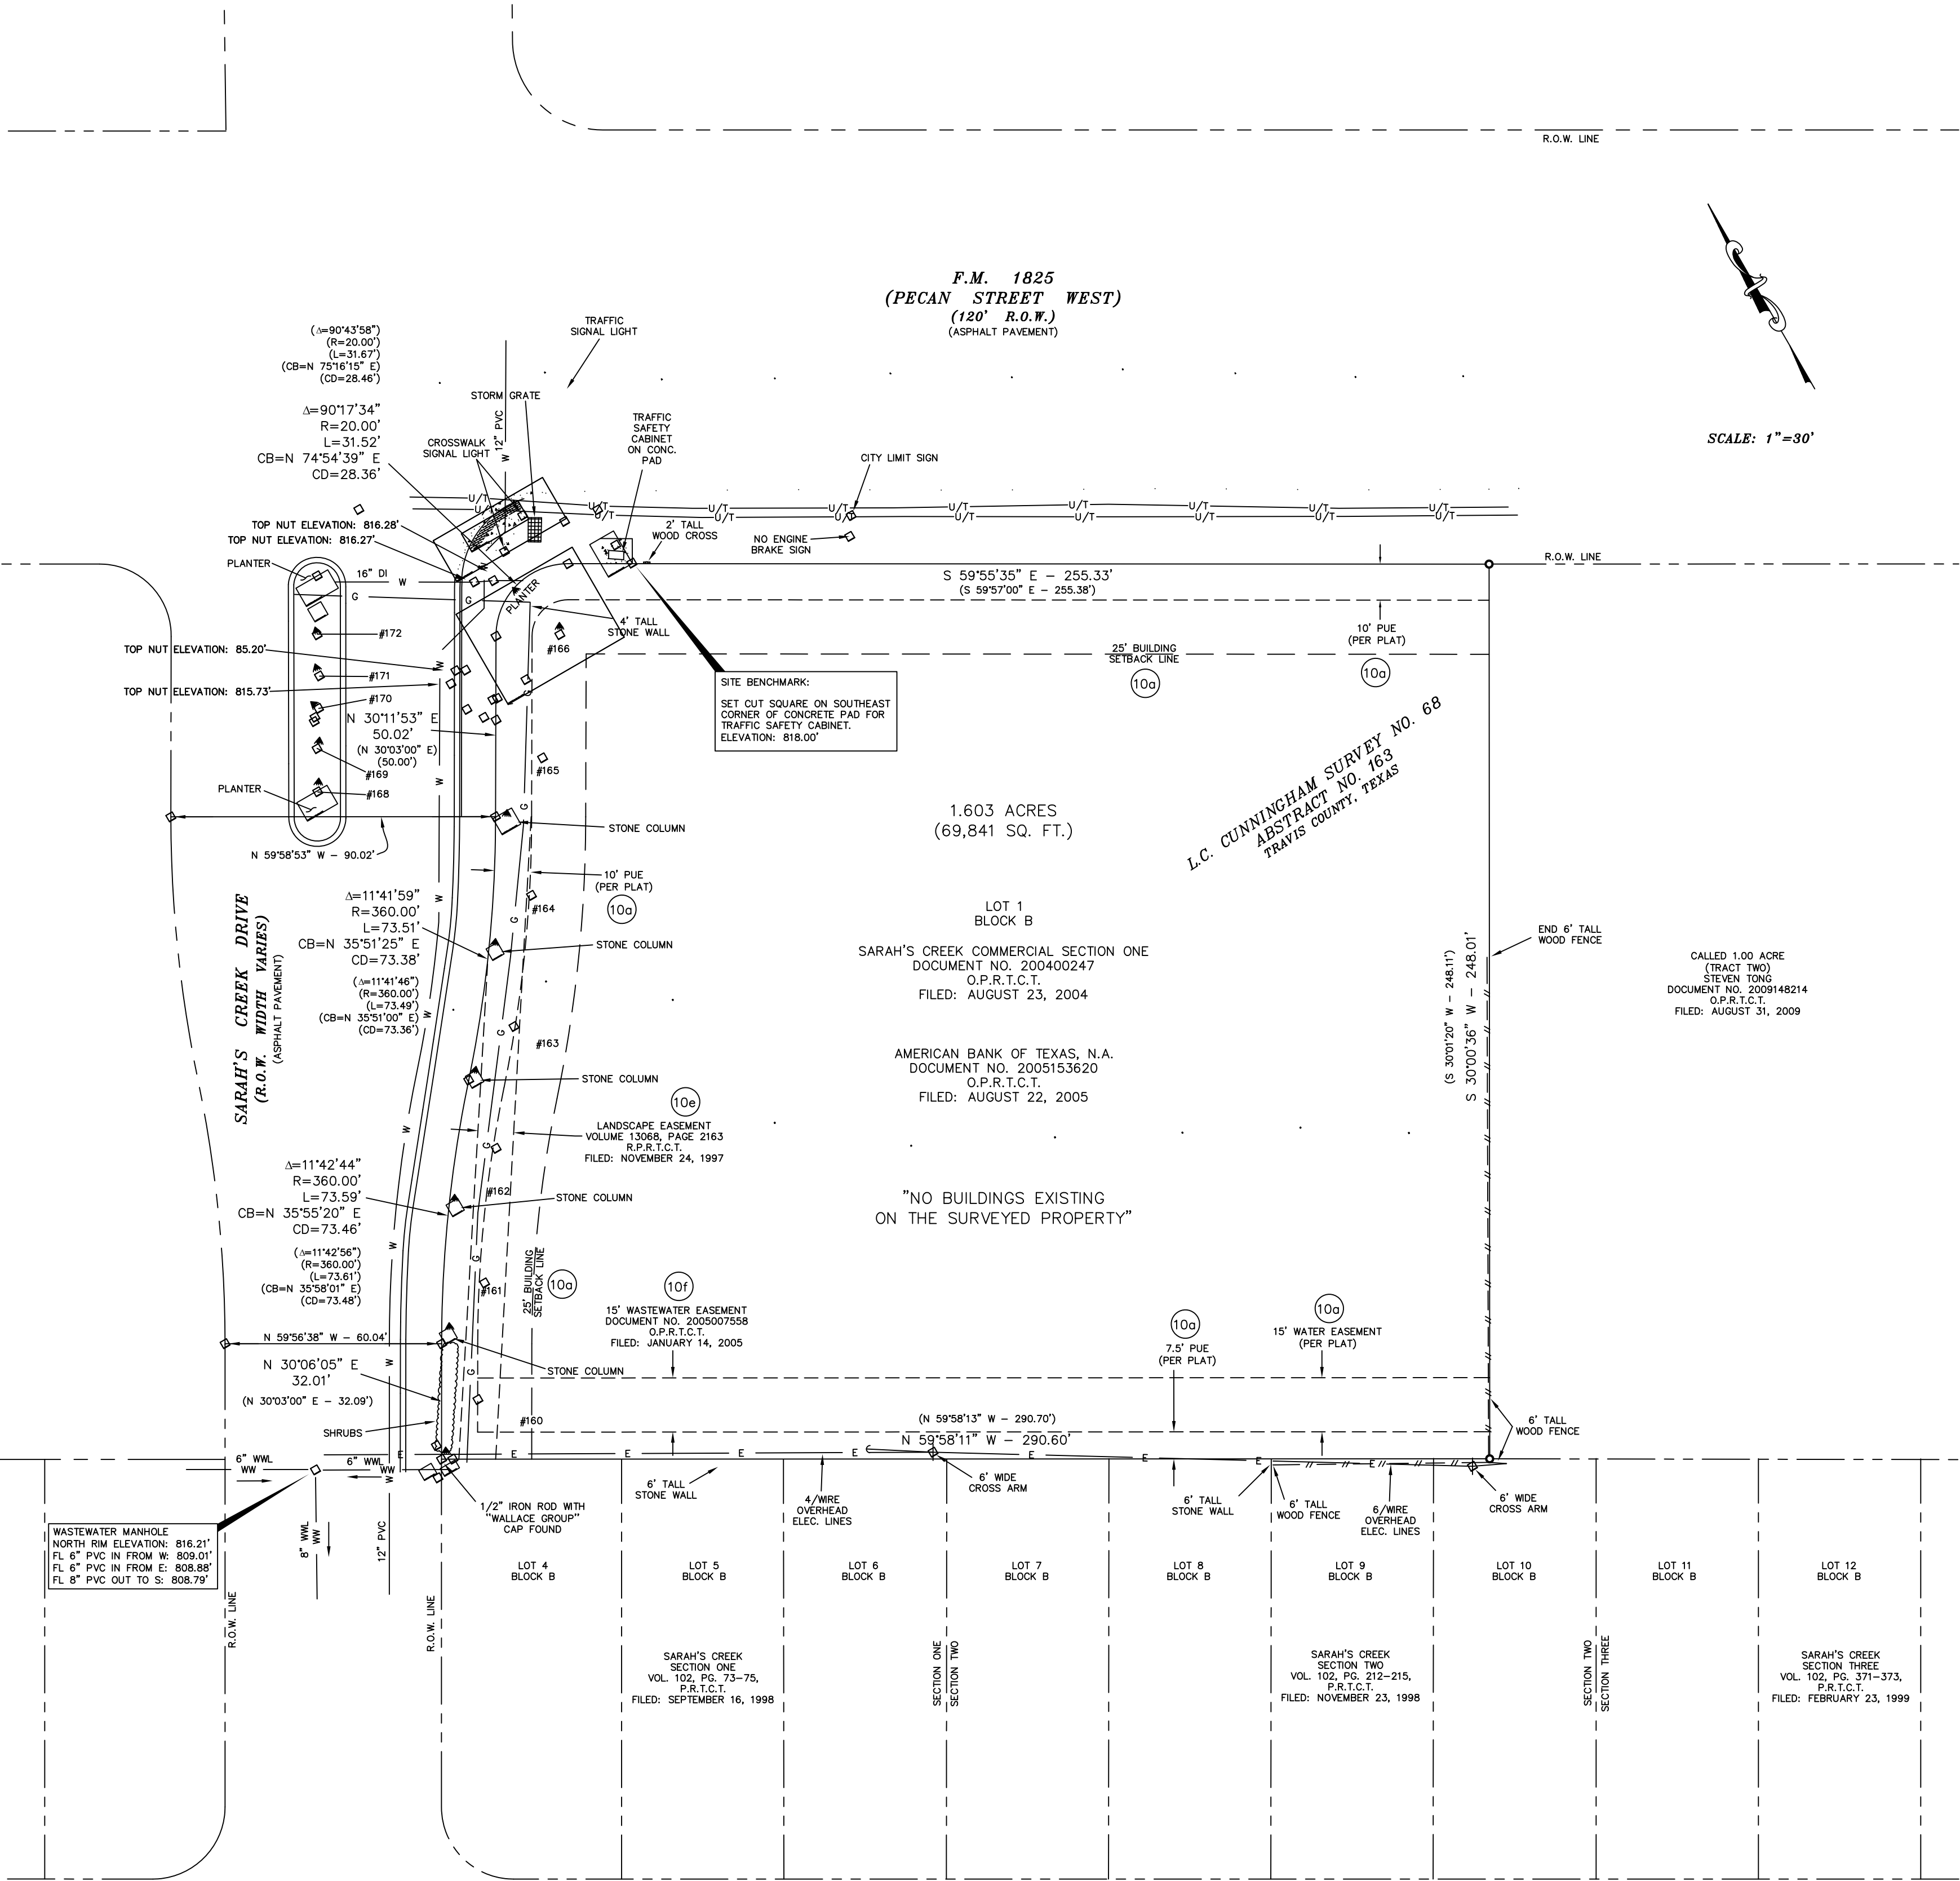 R.O.W. LINE
F.M. 1825
(PECAN STREET WEST)
(120' R.O.W.)
(ASPHALT PAVEMENT)
SCALE: 1"=30'
TRAFFIC
SIGNAL LIGHT
(Δ=90°43'58")
(R=20.00')
(L=31.67')
(CB=N 75°16'15" E)
(CD=28.46')
STORM GRATE
Δ=90°17'34"
R=20.00'
L=31.52'
CB=N 74°54'39" E
CD=28.36'
CROSSWALK
SIGNAL LIGHT
12" PVC
W
TRAFFIC
SAFETY
CABINET
ON CONC.
PAD
CITY LIMIT SIGN
U/T U/T U/T U/T U/T U/T U/T U/T U/T
U/T U/T U/T U/T U/T U/T U/T U/T U/T
TOP NUT ELEVATION: 816.28'
TOP NUT ELEVATION: 816.27'
2' TALL
WOOD CROSS
NO ENGINE
BRAKE SIGN
R.O.W. LINE
PLANTER
16" DI W
G G
W
PLANTER
S 59°55'35" E - 255.33'
(S 59°57'00" E - 255.38')
4' TALL
STONE WALL
#172
#166
10' PUE
(PER PLAT)
10a
TOP NUT ELEVATION: 85.20'
25' BUILDING
SETBACK LINE
10a
#171
TOP NUT ELEVATION: 815.73'
#170
SITE BENCHMARK:
SET CUT SQUARE ON SOUTHEAST
CORNER OF CONCRETE PAD FOR
TRAFFIC SAFETY CABINET.
ELEVATION: 818.00'
N 30°11'53" E
50.02'
(N 30°03'00" E)
(50.00')
#169
#165
PLANTER
#168
L.C. CUNNINGHAM SURVEY NO. 68
ABSTRACT NO. 163
TRAVIS COUNTY, TEXAS
1.603 ACRES
(69,841 SQ. FT.)
STONE COLUMN
N 59°58'53" W - 90.02'
10' PUE
(PER PLAT)
10a
#164
Δ=11°41'59"
R=360.00'
L=73.51'
CB=N 35°51'25" E
CD=73.38'
(Δ=11°41'46")
(R=360.00')
(L=73.49')
(CB=N 35°51'00" E)
(CD=73.36')
SARAH'S CREEK DRIVE
(R.O.W. WIDTH VARIES)
(ASPHALT PAVEMENT)
STONE COLUMN
LOT 1
BLOCK B
SARAH'S CREEK COMMERCIAL SECTION ONE
DOCUMENT NO. 200400247
O.P.R.T.C.T.
FILED: AUGUST 23, 2004
END 6' TALL
WOOD FENCE
(S 30°01'20" W - 248.11')
S 30°00'36" W - 248.01'
CALLED 1.00 ACRE
(TRACT TWO)
STEVEN TONG
DOCUMENT NO. 2009148214
O.P.R.T.C.T.
FILED: AUGUST 31, 2009
#163
AMERICAN BANK OF TEXAS, N.A.
DOCUMENT NO. 2005153620
O.P.R.T.C.T.
FILED: AUGUST 22, 2005
STONE COLUMN
10e
LANDSCAPE EASEMENT
VOLUME 13068, PAGE 2163
R.P.R.T.C.T.
FILED: NOVEMBER 24, 1997
Δ=11°42'44"
R=360.00'
L=73.59'
CB=N 35°55'20" E
CD=73.46'
(Δ=11°42'56")
(R=360.00')
(L=73.61')
(CB=N 35°58'01" E)
(CD=73.48')
#162
STONE COLUMN
"NO BUILDINGS EXISTING
ON THE SURVEYED PROPERTY"
25' BUILDING
SETBACK LINE
10a
#161
10f
15' WASTEWATER EASEMENT
DOCUMENT NO. 2005007558
O.P.R.T.C.T.
FILED: JANUARY 14, 2005
10a
7.5' PUE
(PER PLAT)
10a
15' WATER EASEMENT
(PER PLAT)
N 59°56'38" W - 60.04'
N 30°06'05" E
32.01'
(N 30°03'00" E - 32.09')
STONE COLUMN
SHRUBS
#160
(N 59°58'13" W - 290.70')
N 59°58'11" W - 290.60'
6' TALL
WOOD FENCE
6" WWL
WW
6" WWL
WW
E E E E E E E E E
6' TALL
STONE WALL
4/WIRE
OVERHEAD
ELEC. LINES
6' WIDE
CROSS ARM
6' TALL
STONE WALL
6' TALL
WOOD FENCE
6/WIRE
OVERHEAD
ELEC. LINES
6' WIDE
CROSS ARM
1/2" IRON ROD WITH
"WALLACE GROUP"
CAP FOUND
WASTEWATER MANHOLE
NORTH RIM ELEVATION: 816.21'
FL 6" PVC IN FROM W: 809.01'
FL 6" PVC IN FROM E: 808.88'
FL 8" PVC OUT TO S: 808.79'
8" WWL
WW
12" PVC
LOT 4
BLOCK B
LOT 5
BLOCK B
LOT 6
BLOCK B
LOT 7
BLOCK B
LOT 8
BLOCK B
LOT 9
BLOCK B
LOT 10
BLOCK B
LOT 11
BLOCK B
LOT 12
BLOCK B
R.O.W. LINE
R.O.W. LINE
SARAH'S CREEK
SECTION ONE
VOL. 102, PG. 73-75,
P.R.T.C.T.
FILED: SEPTEMBER 16, 1998
SECTION ONE
SECTION TWO
SARAH'S CREEK
SECTION TWO
VOL. 102, PG. 212-215,
P.R.T.C.T.
FILED: NOVEMBER 23, 1998
SECTION TWO
SECTION THREE
SARAH'S CREEK
SECTION THREE
VOL. 102, PG. 371-373,
P.R.T.C.T.
FILED: FEBRUARY 23, 1999